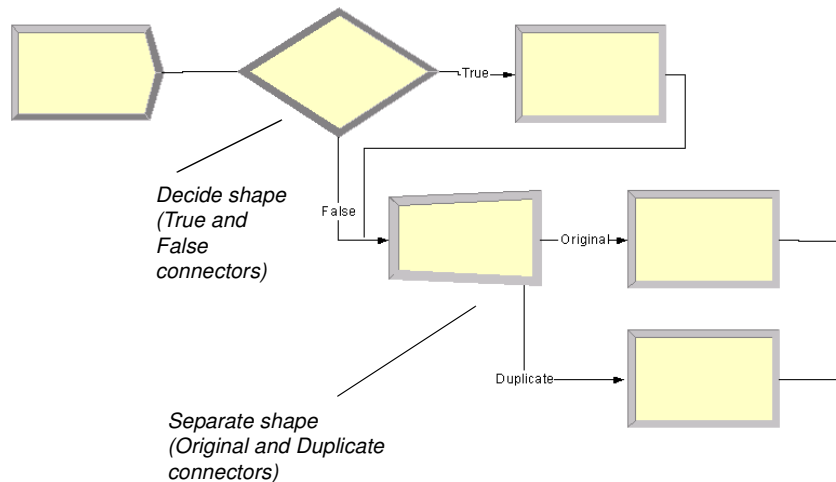 True
Decide shape
(True and
False
connectors)
False
Original
Duplicate
Separate shape
(Original and Duplicate
connectors)